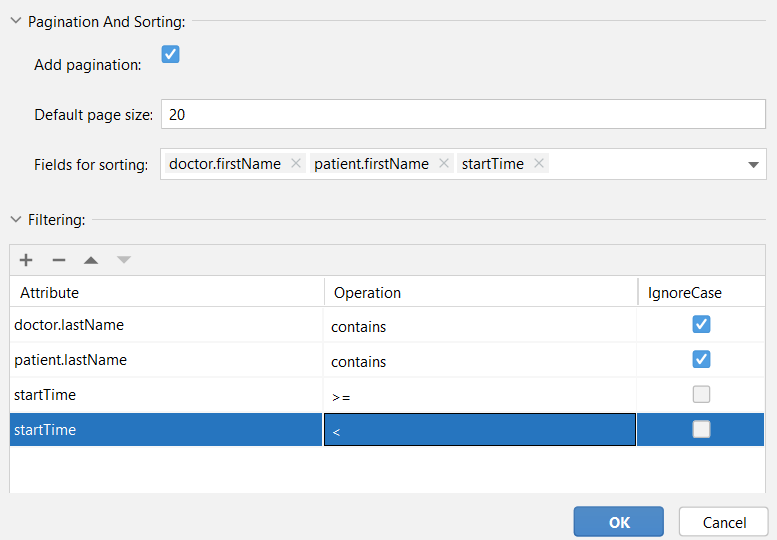 Pagination And Sorting:
Add pagination:
Default page size: 20
Fields for sorting: doctor.firstName × patient.firstName × startTime ×
Filtering:
Attribute Operation IgnoreCase
doctor.lastName contains
patient.lastName contains
startTime >=
startTime <
OK Cancel